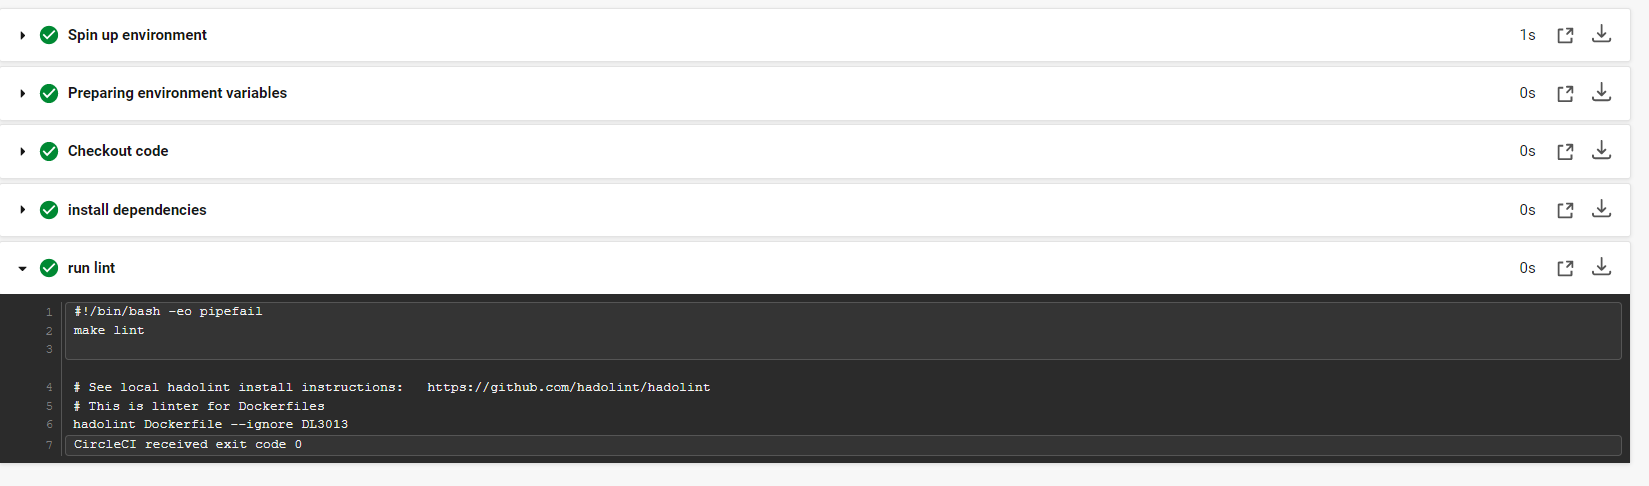 Spin up environment 1s
Preparing environment variables 0s
Checkout code 0s
install dependencies 0s
run lint 0s
1 #!/bin/bash -eo pipefail
2 make lint
3
4 # See local hadolint install instructions:   https://github.com/hadolint/hadolint
5 # This is linter for Dockerfiles
6 hadolint Dockerfile --ignore DL3013
7 CircleCI received exit code 0